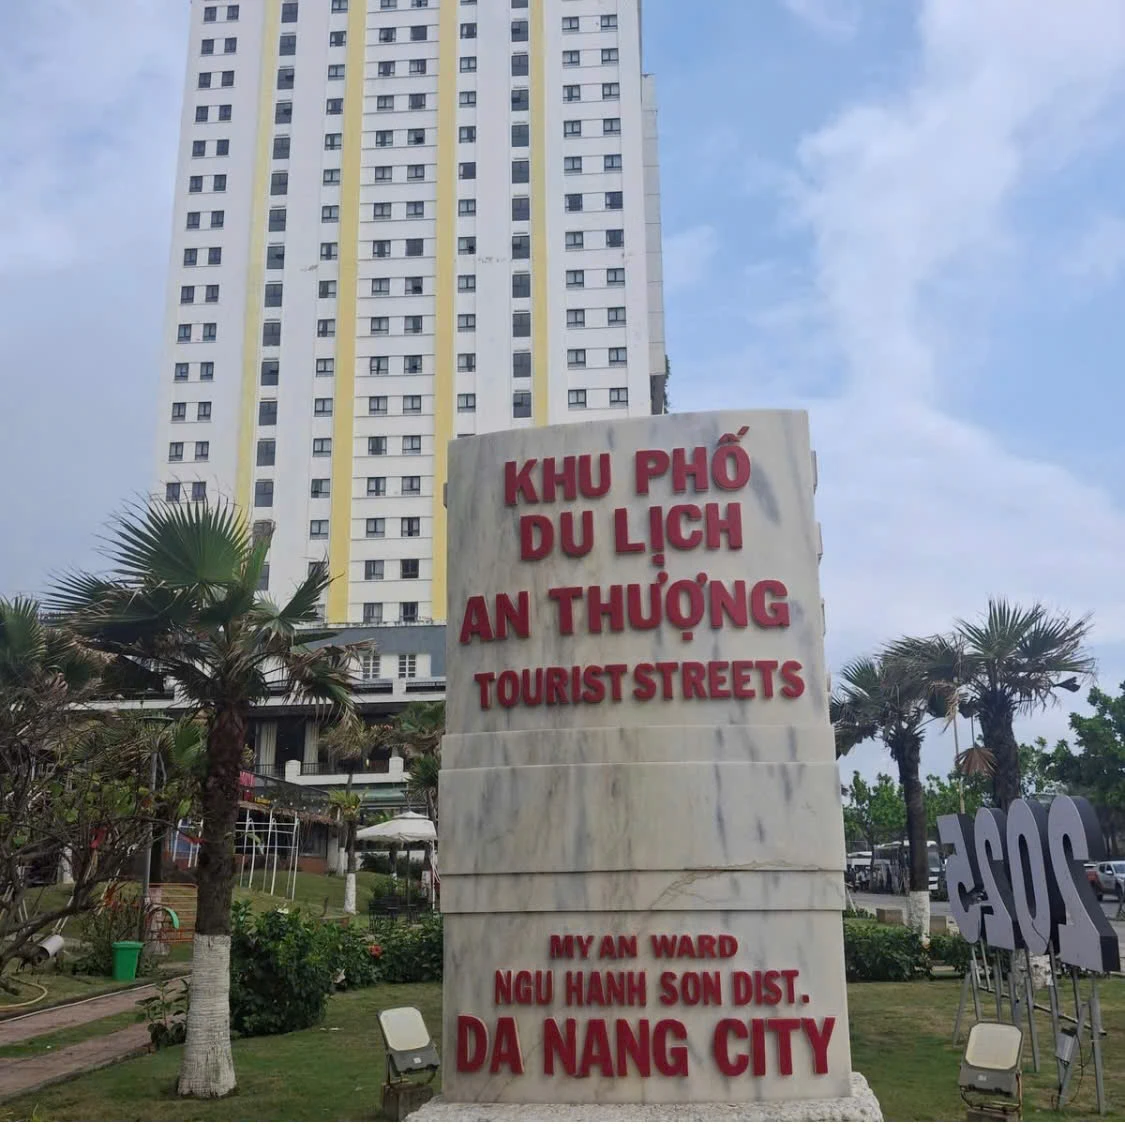 KHU PHỐ
DU LỊCH
AN THƯỢNG
TOURIST STREETS
MY AN WARD
NGU HANH SON DIST.
DA NANG CITY
2025